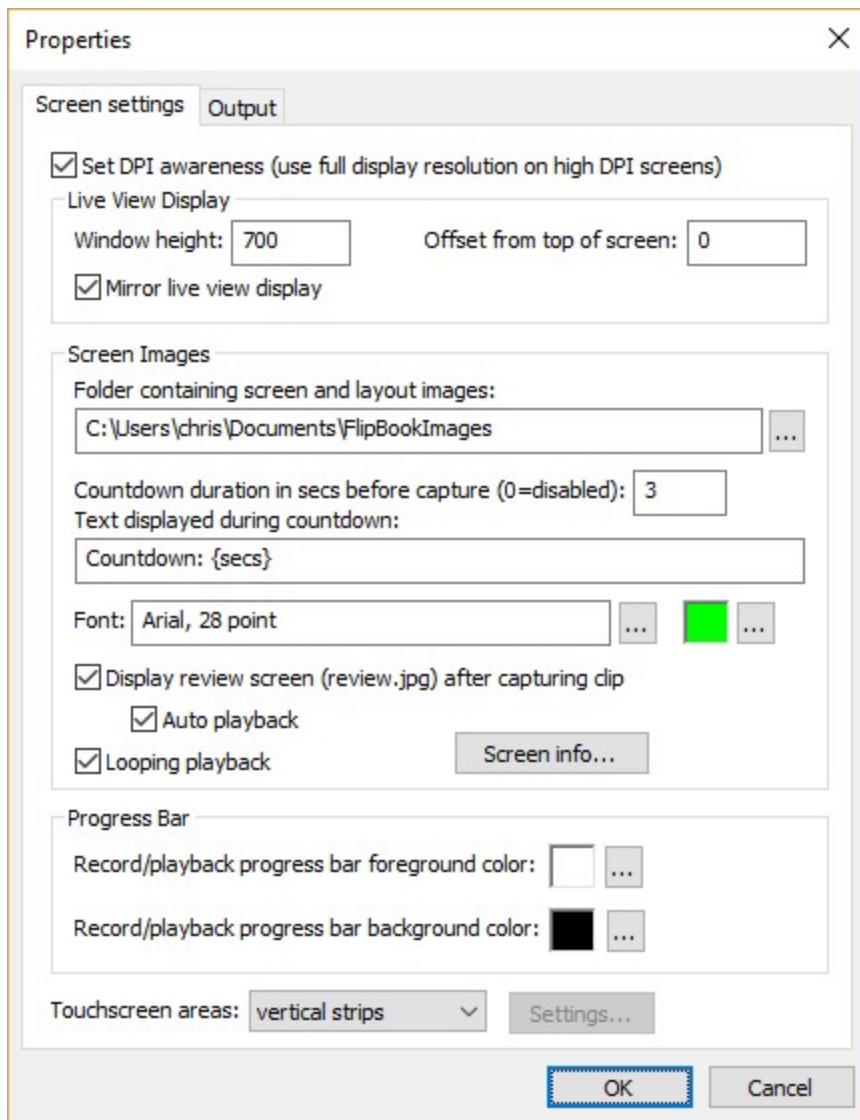 Properties
Screen settings Output
Set DPI awareness (use full display resolution on high DPI screens)
Live View Display
Window height: 700 Offset from top of screen: 0
Mirror live view display
Screen Images
Folder containing screen and layout images:
C:\Users\chris\Documents\FlipBookImages ...
Countdown duration in secs before capture (0=disabled): 3
Text displayed during countdown:
Countdown: {secs}
Font: Arial, 28 point ... ...
Display review screen (review.jpg) after capturing clip
Auto playback
Looping playback Screen info...
Progress Bar
Record/playback progress bar foreground color: ...
Record/playback progress bar background color: ...
Touchscreen areas: vertical strips Settings...
OK Cancel